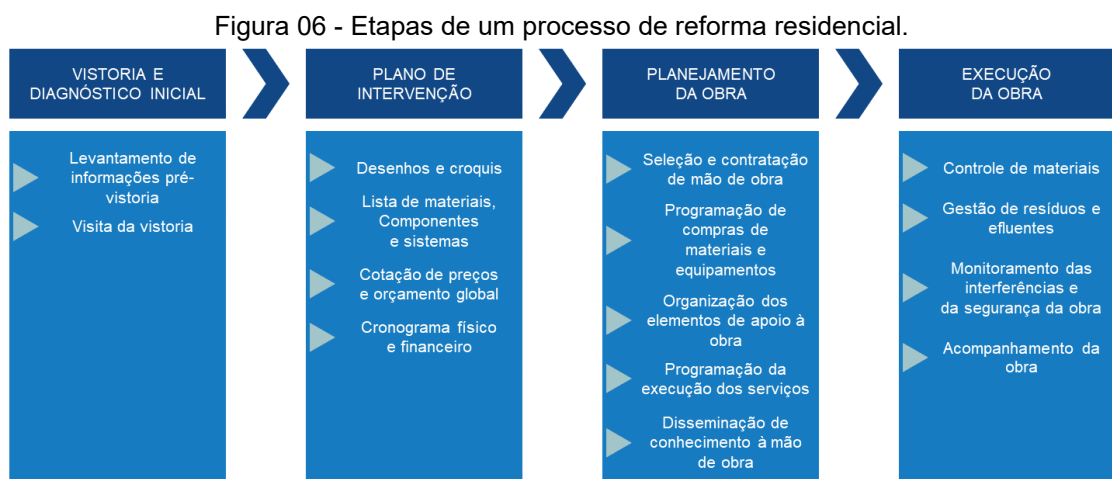 Figura 06 - Etapas de um processo de reforma residencial.
VISTORIA E
DIAGNÓSTICO INICIAL
Levantamento de
informações pré-
vistoria
Visita da vistoria
PLANO DE
INTERVENÇÃO
Desenhos e croquis
Lista de materiais,
Componentes
e sistemas
Cotação de preços
e orçamento global
Cronograma físico
e financeiro
PLANEJAMENTO
DA OBRA
Seleção e contratação
de mão de obra
Programação de
compras de
materiais e
equipamentos
Organização dos
elementos de apoio à
obra
Programação da
execução dos serviços
Disseminação de
conhecimento à mão
de obra
EXECUÇÃO
DA OBRA
Controle de materiais
Gestão de resíduos e
efluentes
Monitoramento das
interferências e
da segurança da obra
Acompanhamento da
obra